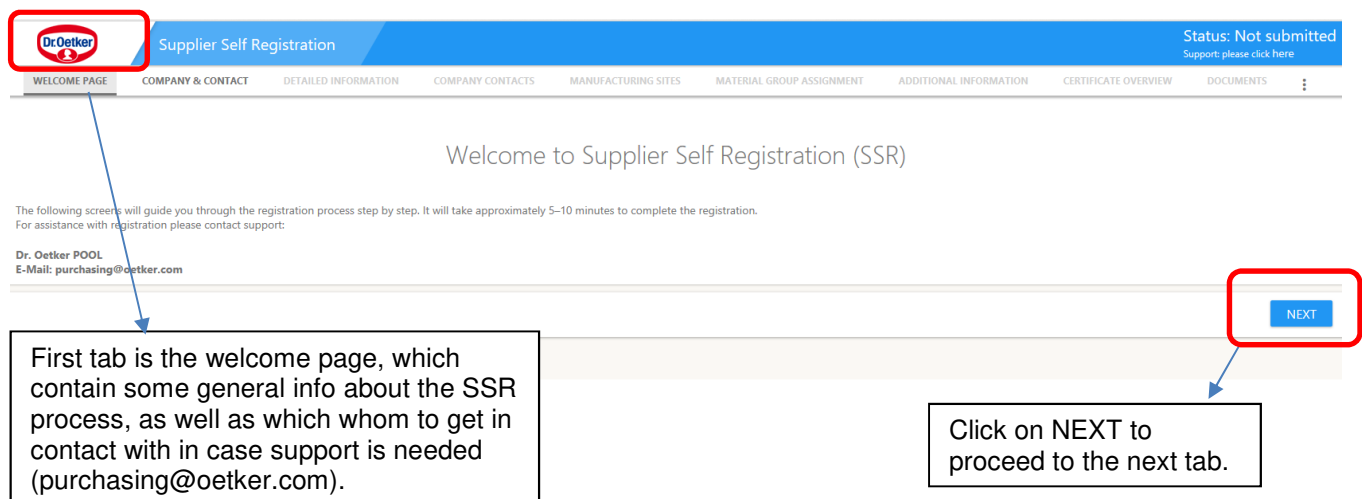 Dr.Oetker
Supplier Self Registration
Status: Not submitted
Support: please click here
WELCOME PAGE COMPANY & CONTACT DETAILED INFORMATION COMPANY CONTACTS MANUFACTURING SITES MATERIAL GROUP ASSIGNMENT ADDITIONAL INFORMATION CERTIFICATE OVERVIEW DOCUMENTS
Welcome to Supplier Self Registration (SSR)
The following screens will guide you through the registration process step by step. It will take approximately 5–10 minutes to complete the registration.
For assistance with registration please contact support:
Dr. Oetker POOL
E-Mail: purchasing@oetker.com
NEXT
First tab is the welcome page, which
contain some general info about the SSR
process, as well as which whom to get in
contact with in case support is needed
(purchasing@oetker.com).
Click on NEXT to
proceed to the next tab.